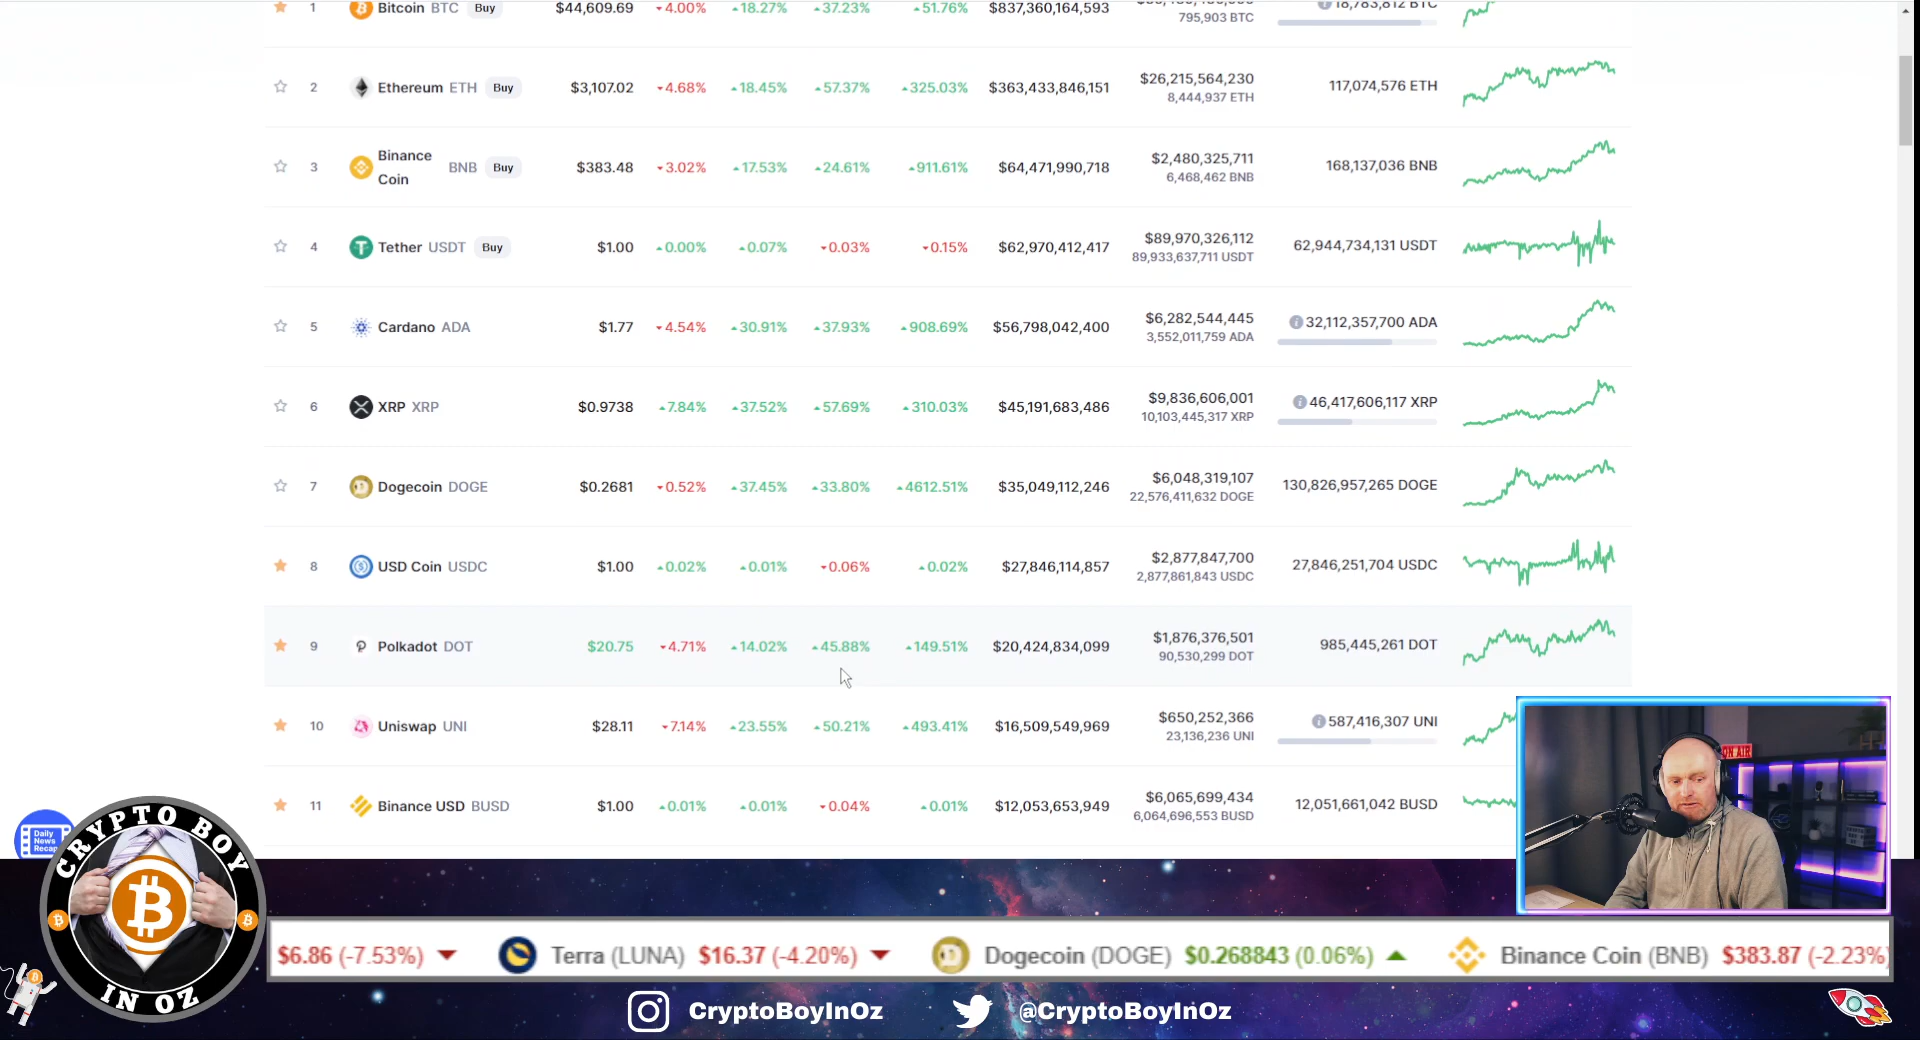 1 Bitcoin BTC Buy $44,609.69 4.00% 18.27% 37.23% 51.76% $837,360,164,593
795,903 BTC
18,783,812 BTC
2 Ethereum ETH Buy $3,107.02 4.68% 18.45% 57.37% 325.03% $363,433,846,151 $26,215,564,230 117,074,576 ETH
8,444,937 ETH
3 Binance Coin BNB Buy $383.48 3.02% 17.53% 24.61% 911.61% $64,471,990,718 $2,480,325,711 168,137,036 BNB
6,468,462 BNB
4 Tether USDT Buy $1.00 0.00% 0.07% 0.03% 0.15% $62,970,412,417 $89,970,326,112 62,944,734,131 USDT
89,933,637,711 USDT
5 Cardano ADA $1.77 4.54% 30.91% 37.93% 908.69% $56,798,042,400 $6,282,544,445 32,112,357,700 ADA
3,552,011,759 ADA
6 XRP XRP $0.9738 7.84% 37.52% 57.69% 310.03% $45,191,683,486 $9,836,606,001 46,417,606,117 XRP
10,103,445,317 XRP
7 Dogecoin DOGE $0.2681 0.52% 37.45% 33.80% 4612.51% $35,049,112,246 $6,048,319,107 130,826,957,265 DOGE
22,576,411,632 DOGE
8 USD Coin USDC $1.00 0.02% 0.01% 0.06% 0.02% $27,846,114,857 $2,877,847,700 27,846,251,704 USDC
2,877,861,843 USDC
9 Polkadot DOT $20.75 4.71% 14.02% 45.88% 149.51% $20,424,834,099 $1,876,376,501 985,445,261 DOT
90,530,299 DOT
10 Uniswap UNI $28.11 7.14% 23.55% 50.21% 493.41% $16,509,549,969 $650,252,366 587,416,307 UNI
23,136,236 UNI
11 Binance USD BUSD $1.00 0.01% 0.01% 0.04% 0.01% $12,053,653,949 $6,065,699,434 12,051,661,042 BUSD
6,064,696,553 BUSD
ON AIR
Daily
News
Recap
CRYPTO BOY
IN OZ
$6.86 (-7.53%) Terra (LUNA) $16.37 (-4.20%) Dogecoin (DOGE) $0.268843 (0.06%) Binance Coin (BNB) $383.87 (-2.23%)
CryptoBoyInOz @CryptoBoyInOz